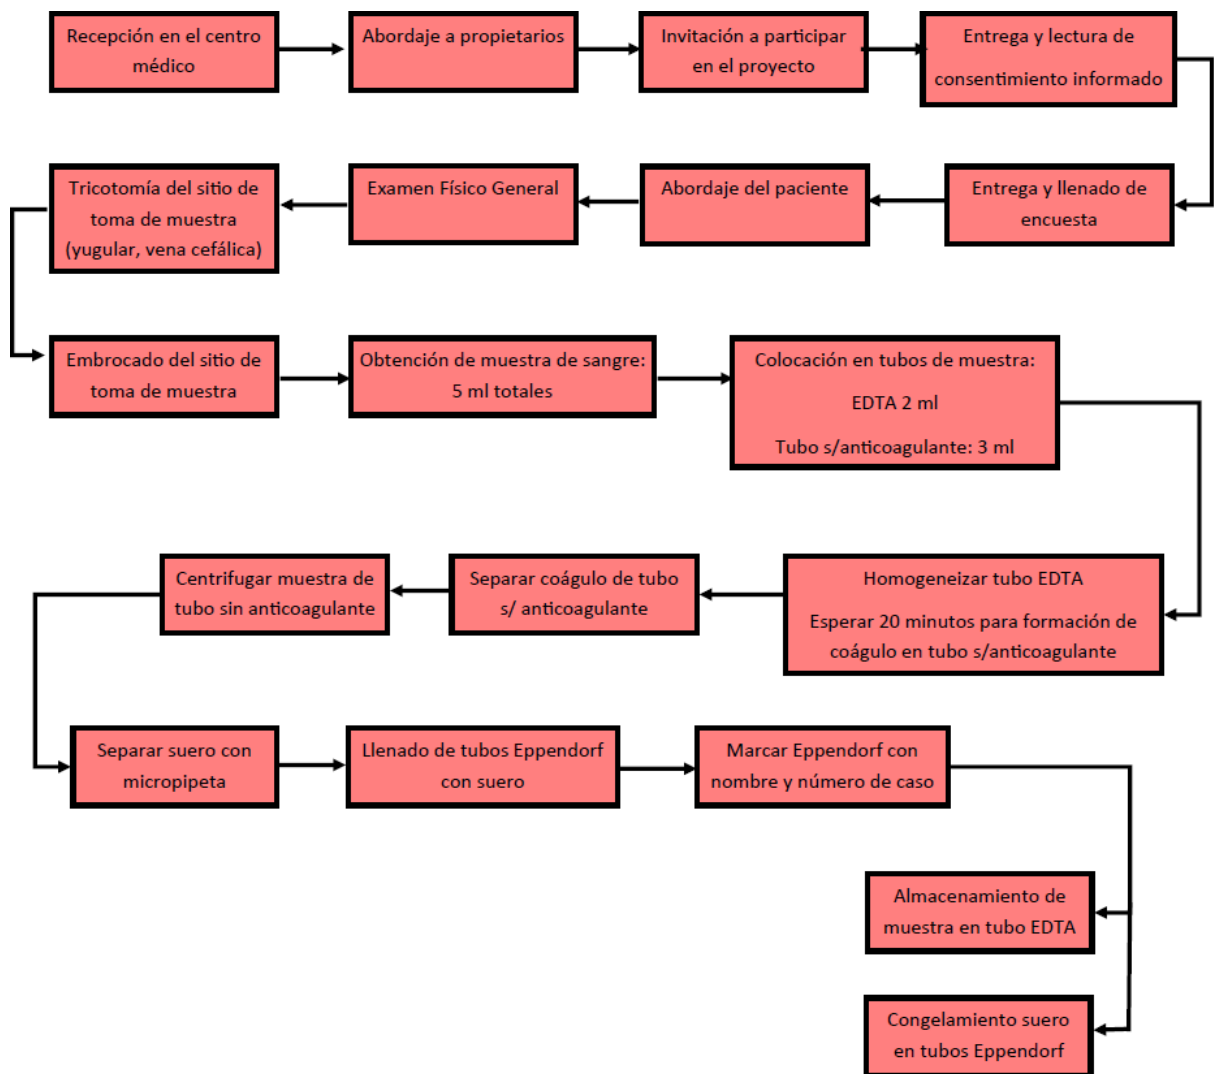 Recepción en el centro
médico
Abordaje a propietarios
Invitación a participar
en el proyecto
Entrega y lectura de
consentimiento informado
Entrega y llenado de
encuesta
Abordaje del paciente
Examen Físico General
Tricotomía del sitio de
toma de muestra
(yugular, vena cefálica)
Embrocado del sitio de
toma de muestra
Obtención de muestra de sangre:
5 ml totales
Colocación en tubos de muestra:
EDTA 2 ml
Tubo s/anticoagulante: 3 ml
Homogeneizar tubo EDTA
Esperar 20 minutos para formación de
coágulo en tubo s/anticoagulante
Separar coágulo de tubo
s/ anticoagulante
Centrifugar muestra de
tubo sin anticoagulante
Separar suero con
micropipeta
Llenado de tubos Eppendorf
con suero
Marcar Eppendorf con
nombre y número de caso
Almacenamiento de
muestra en tubo EDTA
Congelamiento suero
en tubos Eppendorf